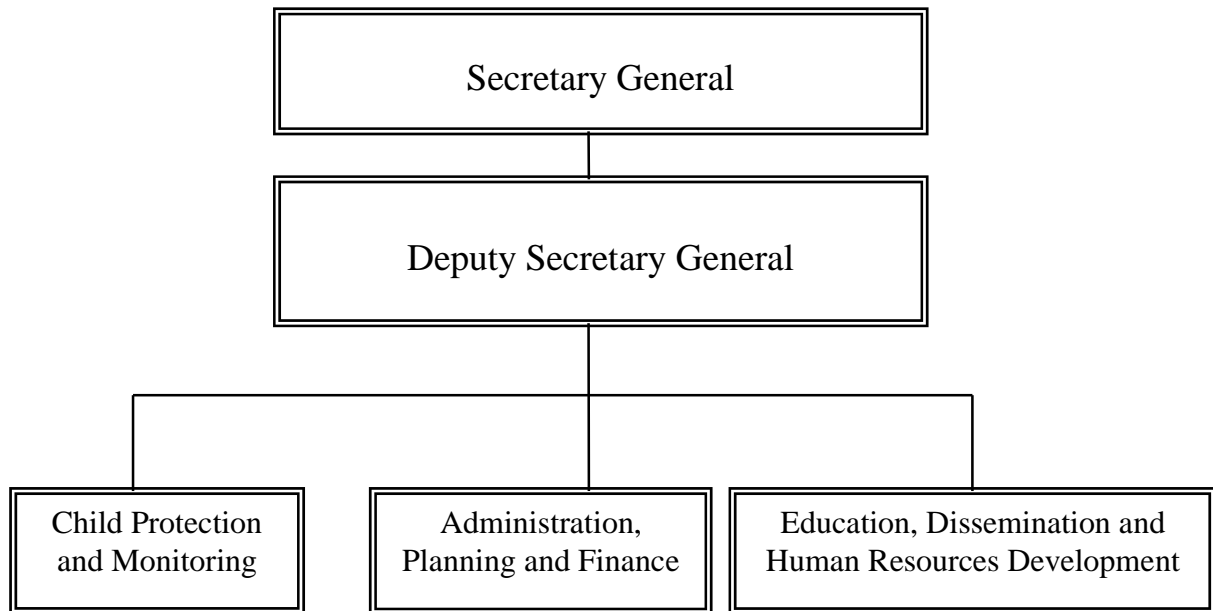 Secretary General
Deputy Secretary General
Child Protection
and Monitoring
Administration,
Planning and Finance
Education, Dissemination and
Human Resources Development